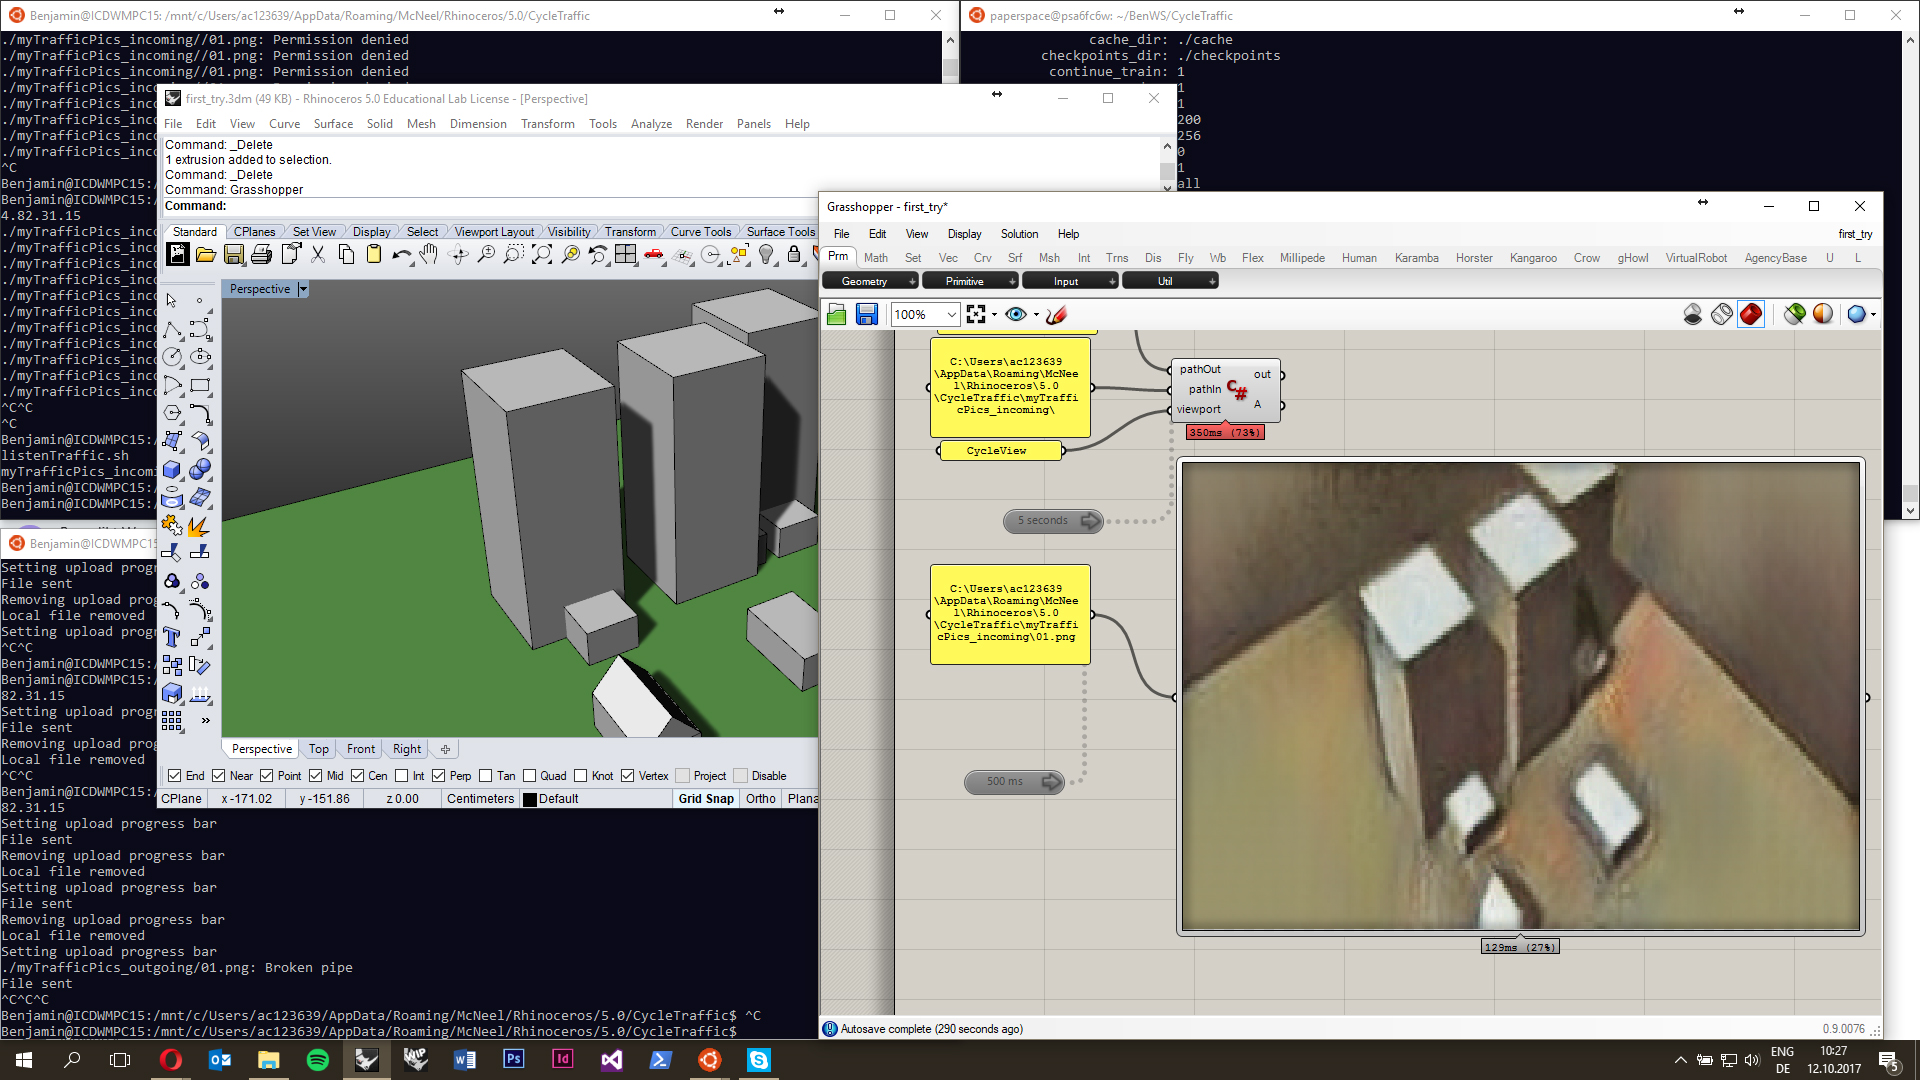 Benjamin@ICDWMPC15: /mnt/c/Users/ac123639/AppData/Roaming/McNeel/Rhinoceros/5.0/CycleTraffic
./myTrafficPics_incoming//01.png: Permission denied
./myTrafficPics_incoming//01.png: Permission denied
./myTrafficPics_incoming//01.png: Permission denied
./myTrafficPics_inc
./myTrafficPics_inc
./myTrafficPics_inc
./myTrafficPics_inc
./myTrafficPics_inc
^C
Benjamin@ICDWMPC15:/
Benjamin@ICDWMPC15:/
4.82.31.15
./myTrafficPics_inc
./myTrafficPics_inc
./myTrafficPics_inc
./myTrafficPics_inc
./myTrafficPics_inc
./myTrafficPics_inc
./myTrafficPics_inc
./myTrafficPics_inc
./myTrafficPics_inc
./myTrafficPics_inc
./myTrafficPics_inc
^C^C
^C
Benjamin@ICDWMPC15:/
listenTraffic.sh
myTrafficPics_incomi
Benjamin@ICDWMPC15:/
Benjamin@ICDWMPC15:/
paperspace@psa6fc6w: ~/BenWS/CycleTraffic
cache_dir: ./cache
checkpoints_dir: ./checkpoints
continue_train: 1
1
1
200
256
0
1
all
first_try.3dm (49 KB) - Rhinoceros 5.0 Educational Lab License - [Perspective]
File Edit View Curve Surface Solid Mesh Dimension Transform Tools Analyze Render Panels Help
Command: _Delete
1 extrusion added to selection.
Command: _Delete
Command: Grasshopper
Command:
Standard CPlanes Set View Display Select Viewport Layout Visibility Transform Curve Tools Surface Tools
Perspective
Perspective Top Front Right
End Near Point Mid Cen Int Perp Tan Quad Knot Vertex Project Disable
CPlane x -171.02 y -151.86 z 0.00 Centimeters Default Grid Snap Ortho Plana
Grasshopper - first_try*
File Edit View Display Solution Help first_try
Prm Math Set Vec Crv Srf Msh Int Trns Dis Fly Wb Flex Millipede Human Karamba Horster Kangaroo Crow gHowl VirtualRobot AgencyBase U L
Geometry Primitive Input Util
100%
C:\Users\ac123639
\AppData\Roaming\McNee
l\Rhinoceros\5.0
\CycleTraffic\myTraffi
cPics_incoming\
CycleView
pathOut out
pathIn C#
viewport A
350ms (73%)
5 seconds
C:\Users\ac123639
\AppData\Roaming\McNee
l\Rhinoceros\5.0
\CycleTraffic\myTraffi
cPics_incoming\01.png
500 ms
129ms (27%)
Autosave complete (290 seconds ago) 0.9.0076
Benjamin@ICDWMPC15
Setting upload prog
File sent
Removing upload prog
Local file removed
Setting upload prog
^C^C
Benjamin@ICDWMPC15:/
Benjamin@ICDWMPC15:/
82.31.15
Setting upload prog
File sent
Removing upload prog
Local file removed
^C^C
Benjamin@ICDWMPC15:/
82.31.15
Setting upload progress bar
File sent
Removing upload progress bar
Local file removed
Setting upload progress bar
File sent
Removing upload progress bar
Local file removed
Setting upload progress bar
./myTrafficPics_outgoing/01.png: Broken pipe
File sent
^C^C^C
Benjamin@ICDWMPC15:/mnt/c/Users/ac123639/AppData/Roaming/McNeel/Rhinoceros/5.0/CycleTraffic$ ^C
Benjamin@ICDWMPC15:/mnt/c/Users/ac123639/AppData/Roaming/McNeel/Rhinoceros/5.0/CycleTraffic$
WIP Ps Id
ENG 10:27
DE 12.10.2017
5